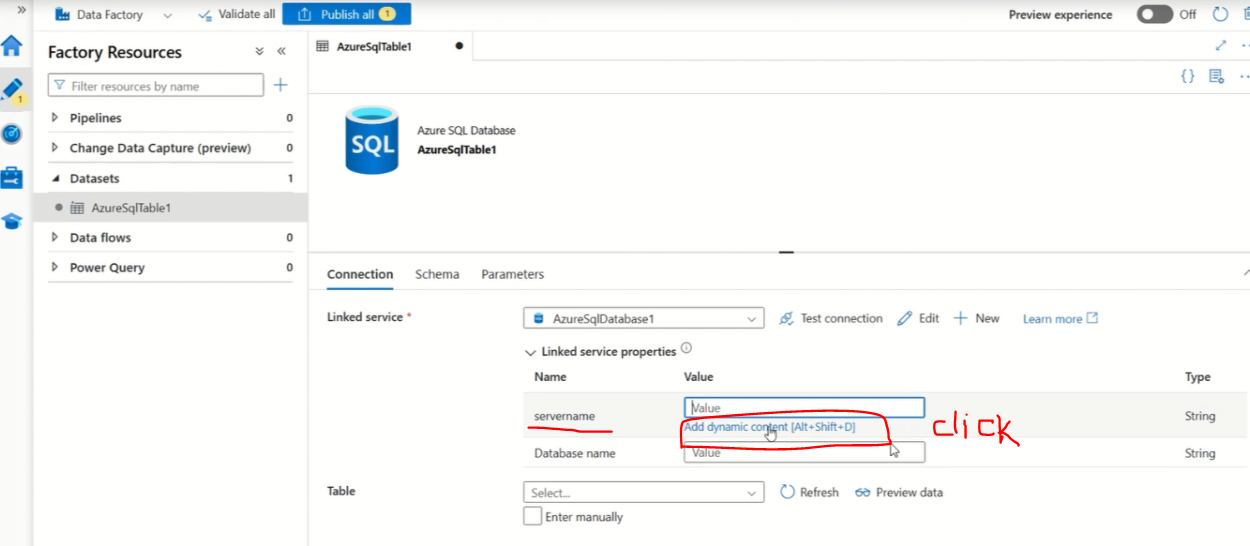 Data Factory
Validate all
Publish all 1
Preview experience
Off
Factory Resources
AzureSqlTable1
Filter resources by name
1
Pipelines 0
Change Data Capture (preview) 0
Datasets 1
AzureSqlTable1
Data flows 0
Power Query 0
SQL
Azure SQL Database
AzureSqlTable1
Connection Schema Parameters
Linked service *
AzureSqlDatabase1
Test connection Edit New Learn more
Linked service properties
Name Value Type
servername Value String
Add dynamic content [Alt+Shift+D]
click
Database name Value String
Table Select... Refresh Preview data
Enter manually